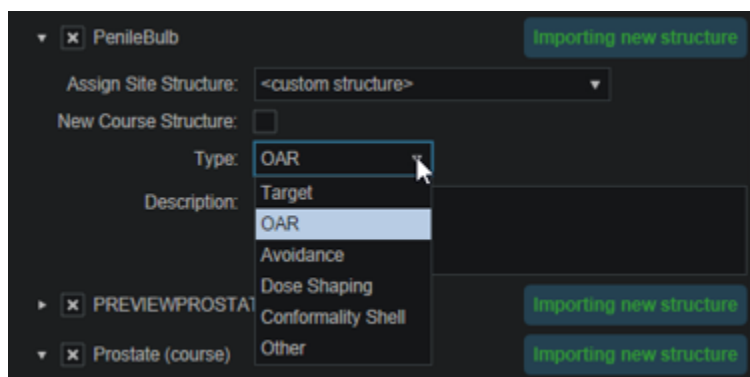 PenileBulb Importing new structure
Assign Site Structure: <custom structure>
New Course Structure:
Type: OAR
Target
Description:
OAR
Avoidance
Dose Shaping
PREVIEWPROSTAT Importing new structure
Conformality Shell
Other
Prostate (course) Importing new structure